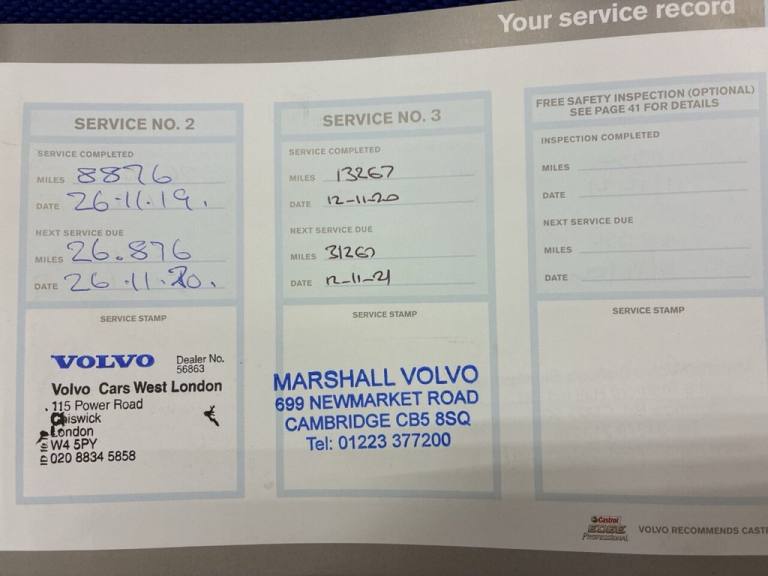 Your service record
SERVICE NO. 2
SERVICE COMPLETED
MILES 8876
DATE 26.11.19.
NEXT SERVICE DUE
MILES 26.876
DATE 26.11.20.
SERVICE STAMP
VOLVO Dealer No.
56863
Volvo Cars West London
115 Power Road
Chiswick
London
W4 5PY
020 8834 5858
SERVICE NO. 3
SERVICE COMPLETED
MILES 13267
DATE 12-11-20
NEXT SERVICE DUE
MILES 31267
DATE 12-11-21
SERVICE STAMP
MARSHALL VOLVO
699 NEWMARKET ROAD
CAMBRIDGE CB5 8SQ
Tel: 01223 377200
FREE SAFETY INSPECTION (OPTIONAL)
SEE PAGE 41 FOR DETAILS
INSPECTION COMPLETED
MILES
DATE
NEXT SERVICE DUE
MILES
DATE
SERVICE STAMP
Castrol
EDGE
Professional
VOLVO RECOMMENDS